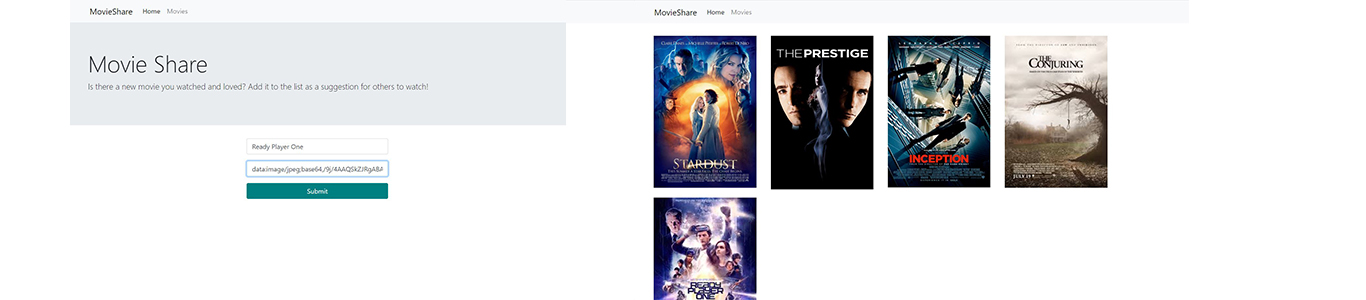 MovieShare Home Movies
Movie Share
Is there a new movie you watched and loved? Add it to the list as a suggestion for others to watch!
Ready Player One
data:image/jpeg;base64,/9j/4AAQSkZJRgABA
Submit
MovieShare Home Movies
STARDUST
THE PRESTIGE
INCEPTION
THE
CONJURING
JULY 19
READY
PLAYER
ONE